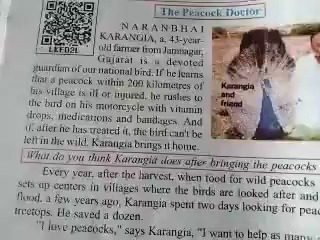 The Peacock Doctor
LKED2L
NARANBHAI
KARANGIA, a, 43-year-
old farmer from Jamnagar,
Gujarat is a devoted
guardian of our national bird. If he learns
that a peacock within 200 kilometres of
his village is ill or injured, he rushes to
the bird on his motorcycle with vitamin
drops, medications and bandages. And
if, after he has treated it, the bird can't be
left in the wild, Karangia brings it home.
Karangia
and
friend
What do you think Karangia does after bringing the peacocks
Every year, after the harvest, when food for wild peacocks
sets up centers in villages where the birds are looked after and
flood, a few years ago, Karangia spent two days looking for peac
treetops. He saved a dozen.
"I love peacocks," says Karangia, "I want to help as many